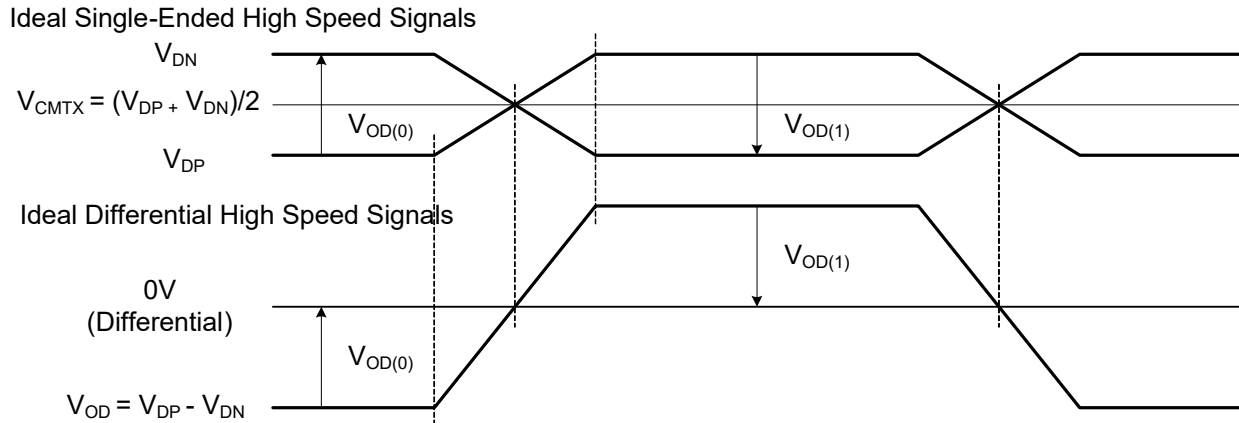 Ideal Single-Ended High Speed Signals
V_DN
V_CMTX = (V_DP + V_DN)/2
V_OD(0)
V_OD(1)
V_DP
Ideal Differential High Speed Signals
V_OD(1)
0V
(Differential)
V_OD(0)
V_OD = V_DP - V_DN